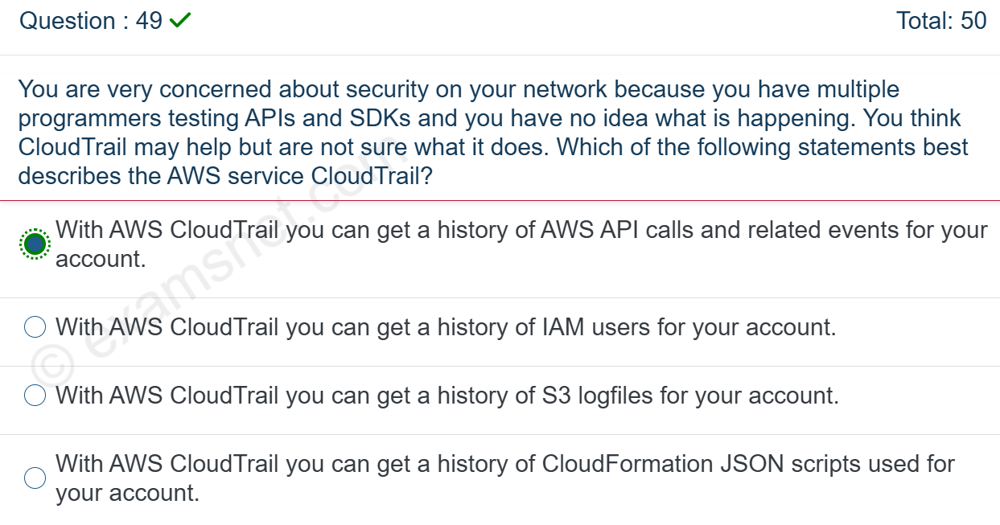 Question : 49
Total: 50
You are very concerned about security on your network because you have multiple
programmers testing APIs and SDKs and you have no idea what is happening. You think
CloudTrail may help but are not sure what it does. Which of the following statements best
describes the AWS service CloudTrail?
With AWS CloudTrail you can get a history of AWS API calls and related events for your
account.
With AWS CloudTrail you can get a history of IAM users for your account.
With AWS CloudTrail you can get a history of S3 logfiles for your account.
With AWS CloudTrail you can get a history of CloudFormation JSON scripts used for
your account.
© examsnet.com